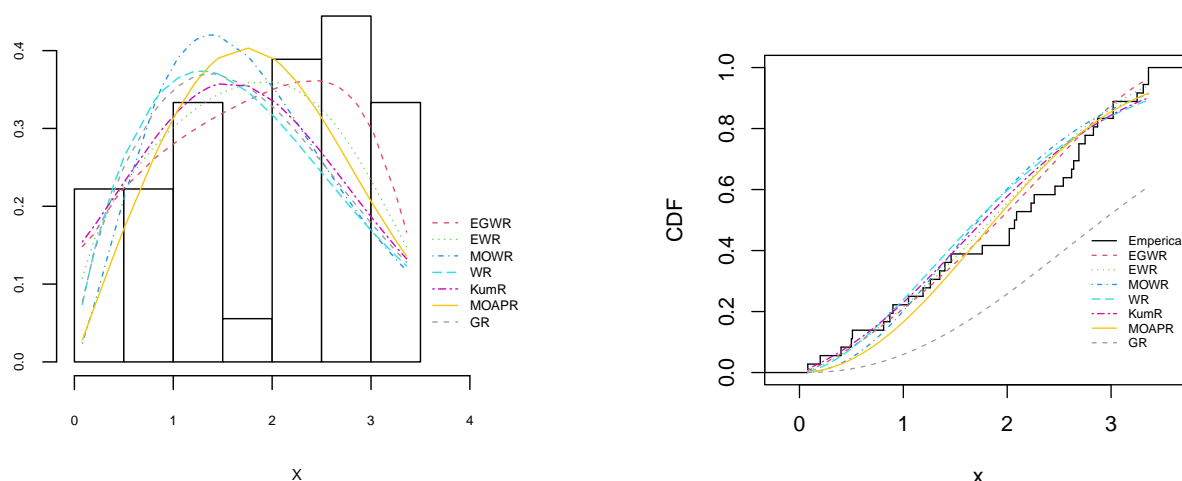 0.0
0.1
0.2
0.3
0.4
0 1 2 3 4
X
EGWR
EWR
MOWR
WR
KumR
MOAPR
GR
CDF
0.0
0.2
0.4
0.6
0.8
1.0
0 1 2 3
x
Emperica
EGWR
EWR
MOWR
WR
KumR
MOAPR
GR